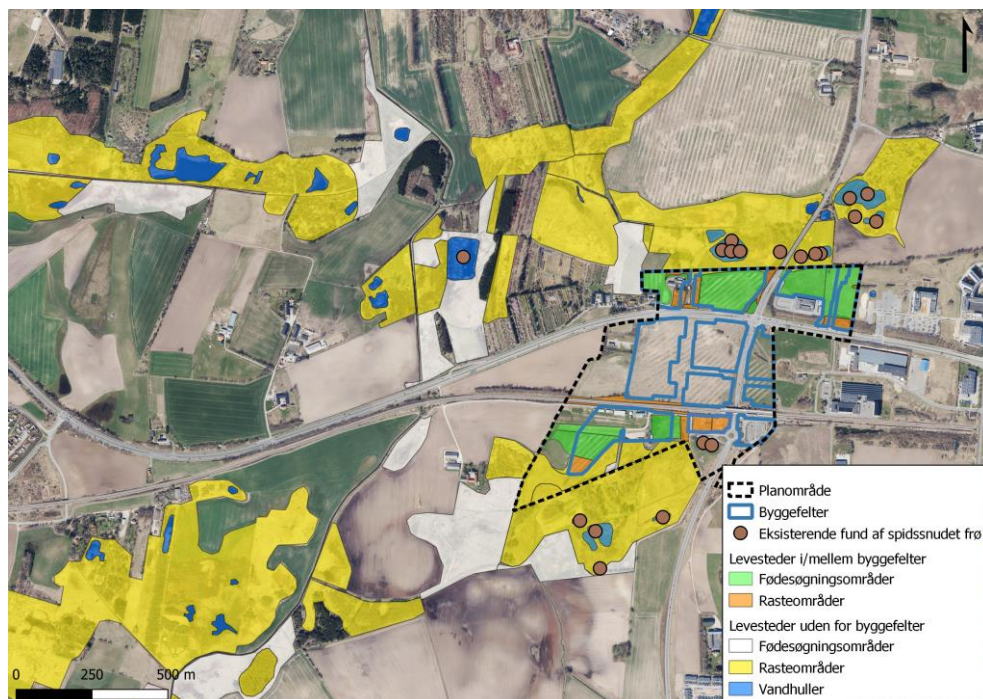 Planområde
Byggefelter
Eksisterende fund af spidssnudet frø
Levesteder i/mellem byggefelter
Fødesøgningsområder
Rasteområder
Levesteder uden for byggefelter
Fødesøgningsområder
Rasteområder
Vandhuller
0 250 500 m